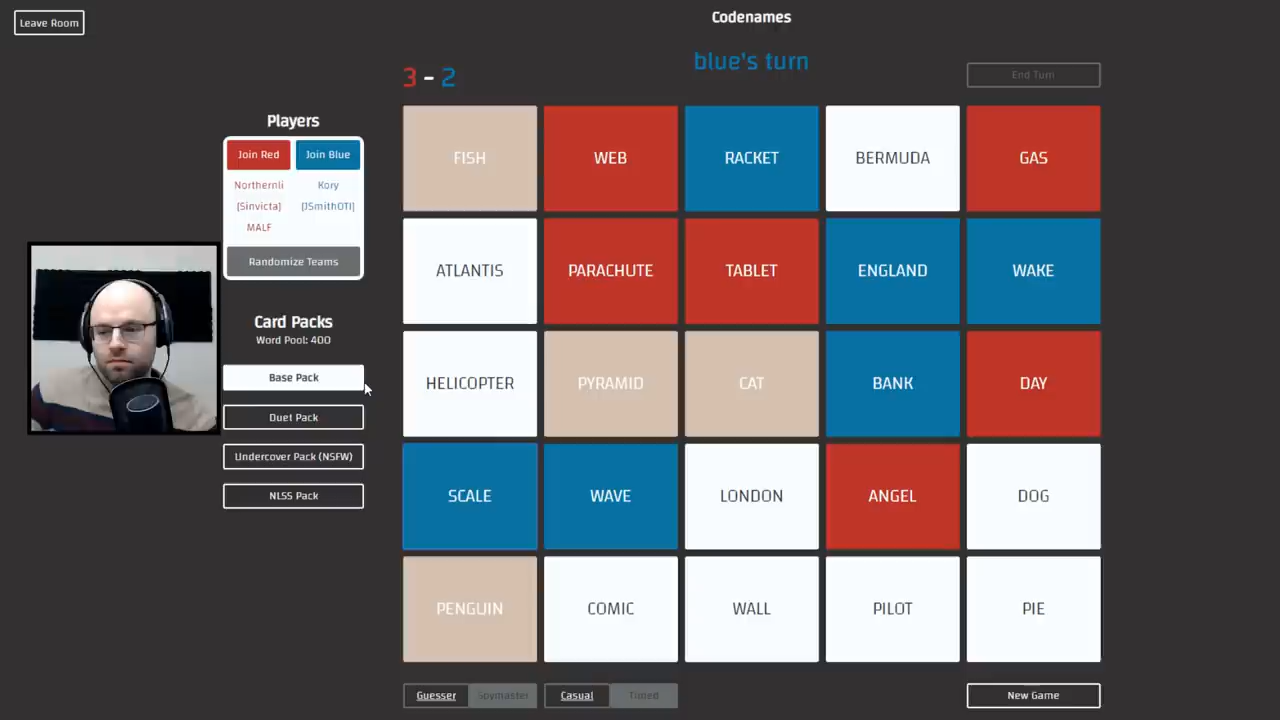 Leave Room
Codenames
blue's turn
3 - 2
End Turn
Players
Join Red
Join Blue
Northernli
Kory
[Sinvicta]
[JSmithOTI]
MALF
Randomize Teams
Card Packs
Word Pool: 400
Base Pack
Duet Pack
Undercover Pack (NSFW)
NLSS Pack
FISH
WEB
RACKET
BERMUDA
GAS
ATLANTIS
PARACHUTE
TABLET
ENGLAND
WAKE
HELICOPTER
PYRAMID
CAT
BANK
DAY
SCALE
WAVE
LONDON
ANGEL
DOG
PENGUIN
COMIC
WALL
PILOT
PIE
Guesser
Spymaster
Casual
Timed
New Game